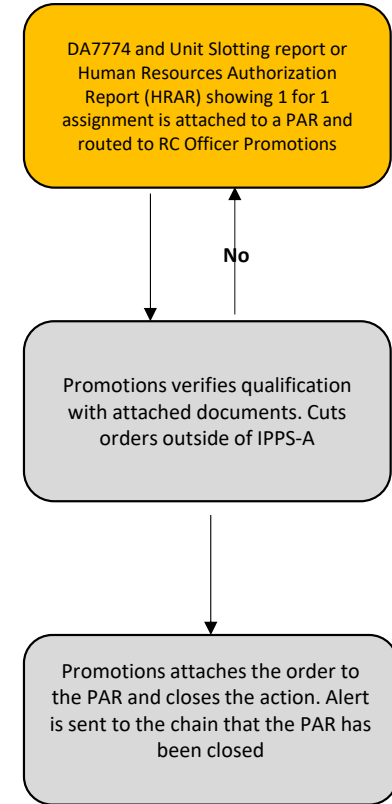 DA7774 and Unit Slotting report or
Human Resources Authorization
Report (HRAR) showing 1 for 1
assignment is attached to a PAR and
routed to RC Officer Promotions
No
Promotions verifies qualification
with attached documents. Cuts
orders outside of IPPS-A
Promotions attaches the order to
the PAR and closes the action. Alert
is sent to the chain that the PAR has
been closed